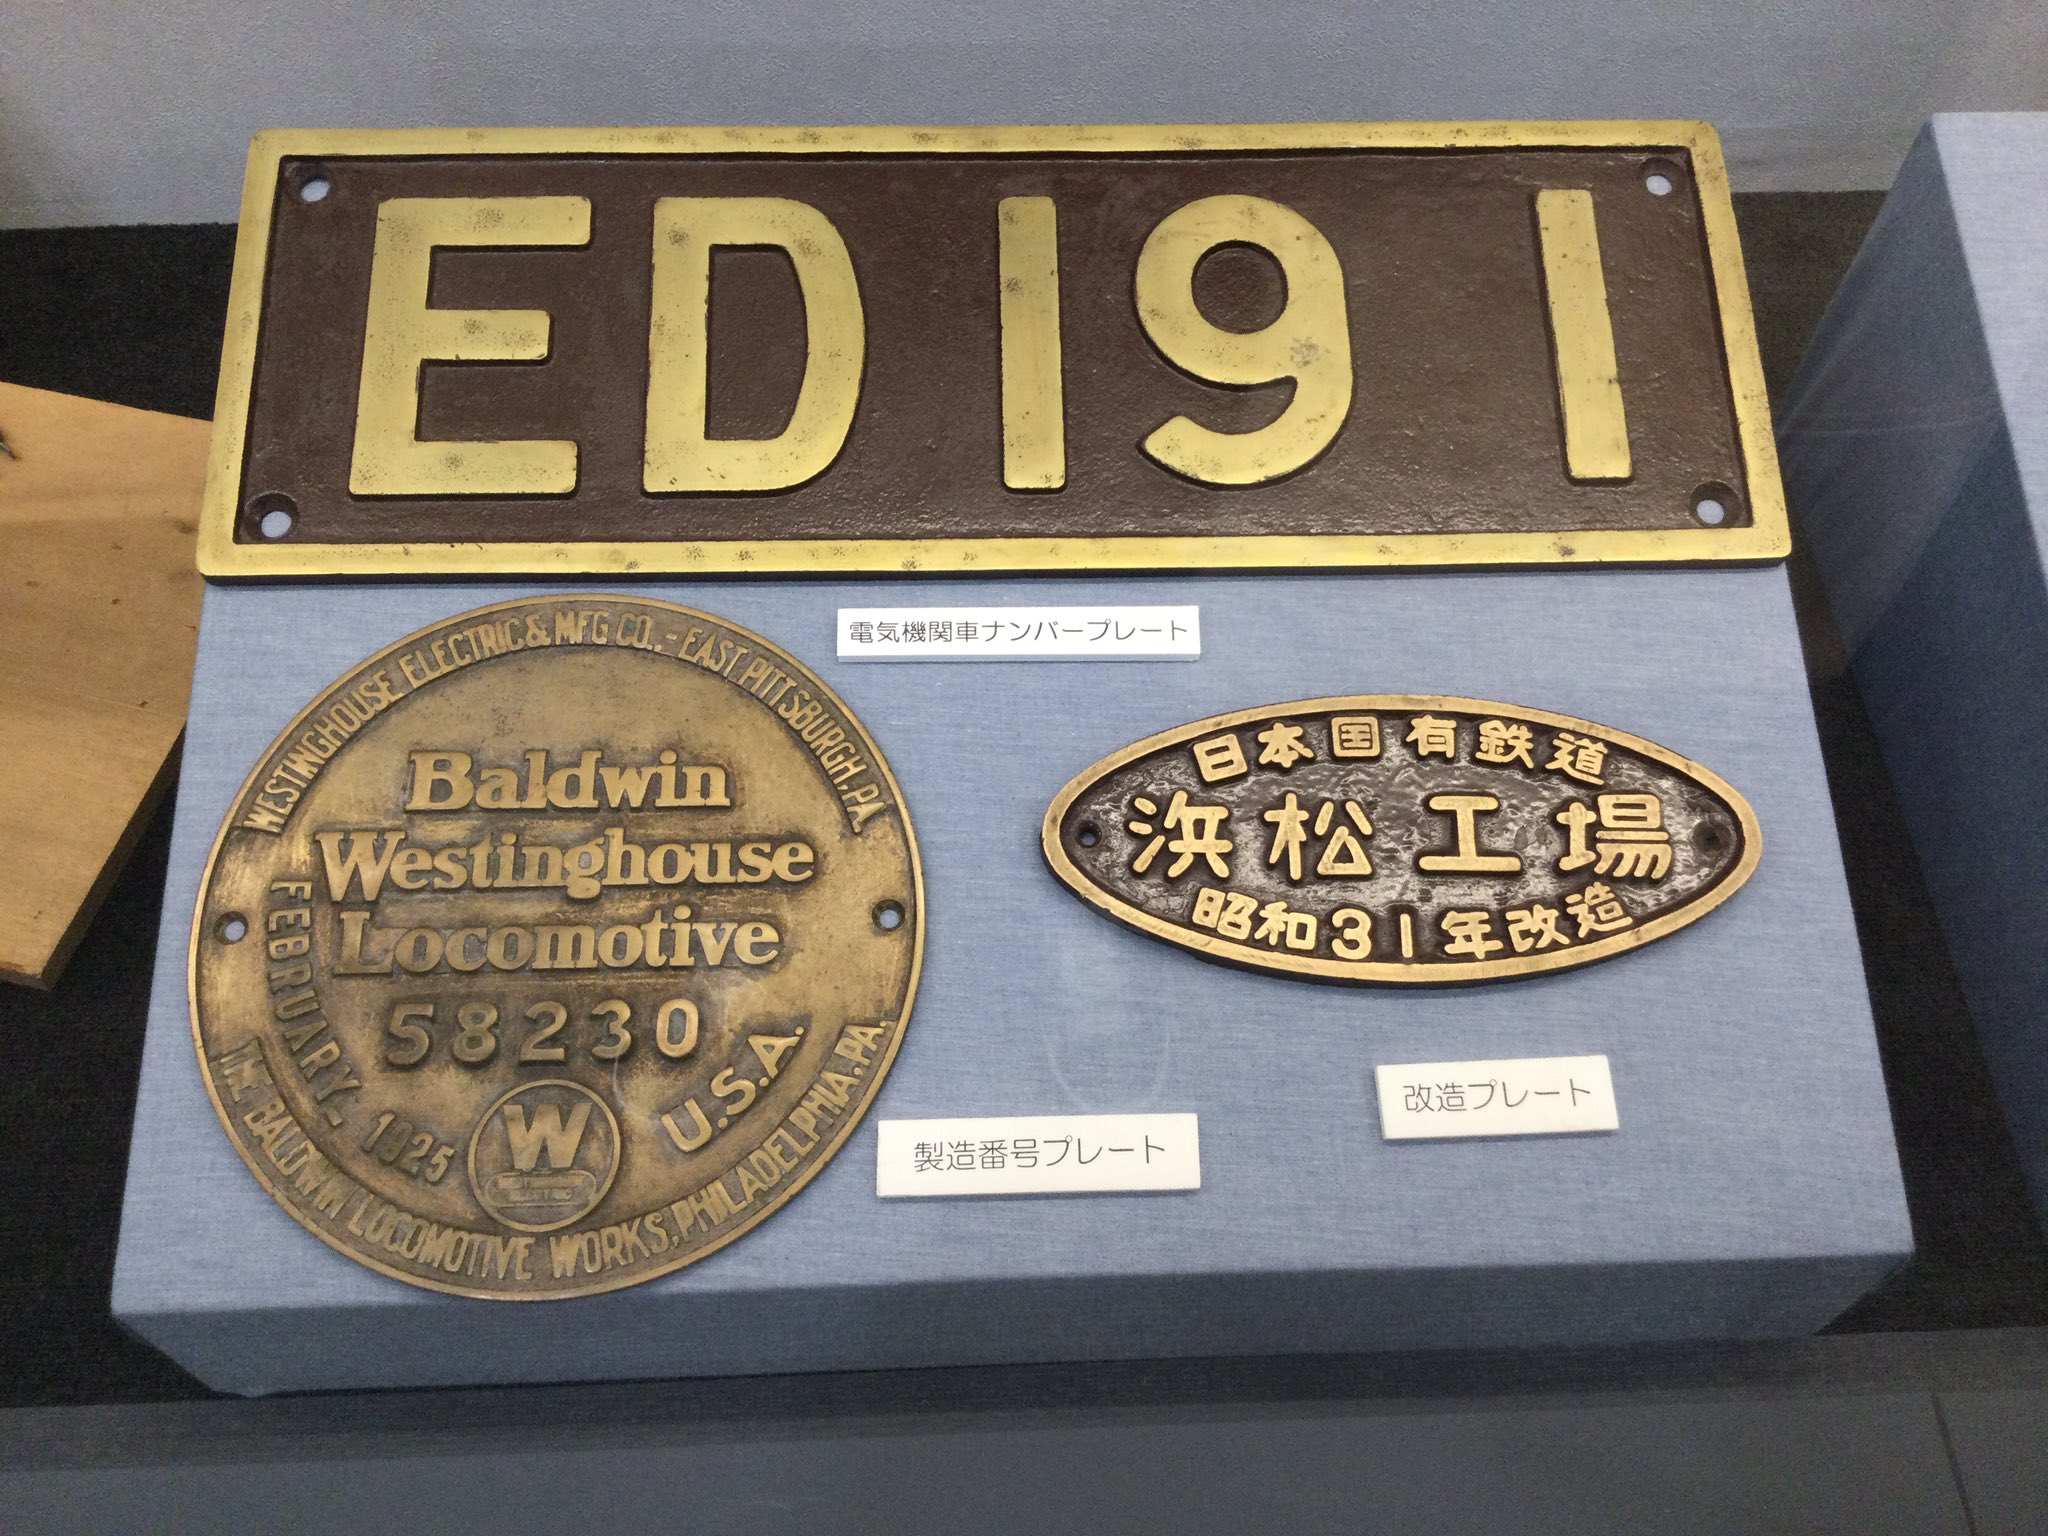 ED19 1
電気機関車ナンバープレート
WESTINGHOUSE ELECTRIC & MFG CO. - EAST PITTSBURGH, PA.
Baldwin
Westinghouse
Locomotive
58230
FEBRUARY - 1925
U.S.A.
W
THE BALDWIN LOCOMOTIVE WORKS, PHILADELPHIA, PA.
製造番号プレート
日本国有鉄道
浜松工場
昭和31年改造
改造プレート